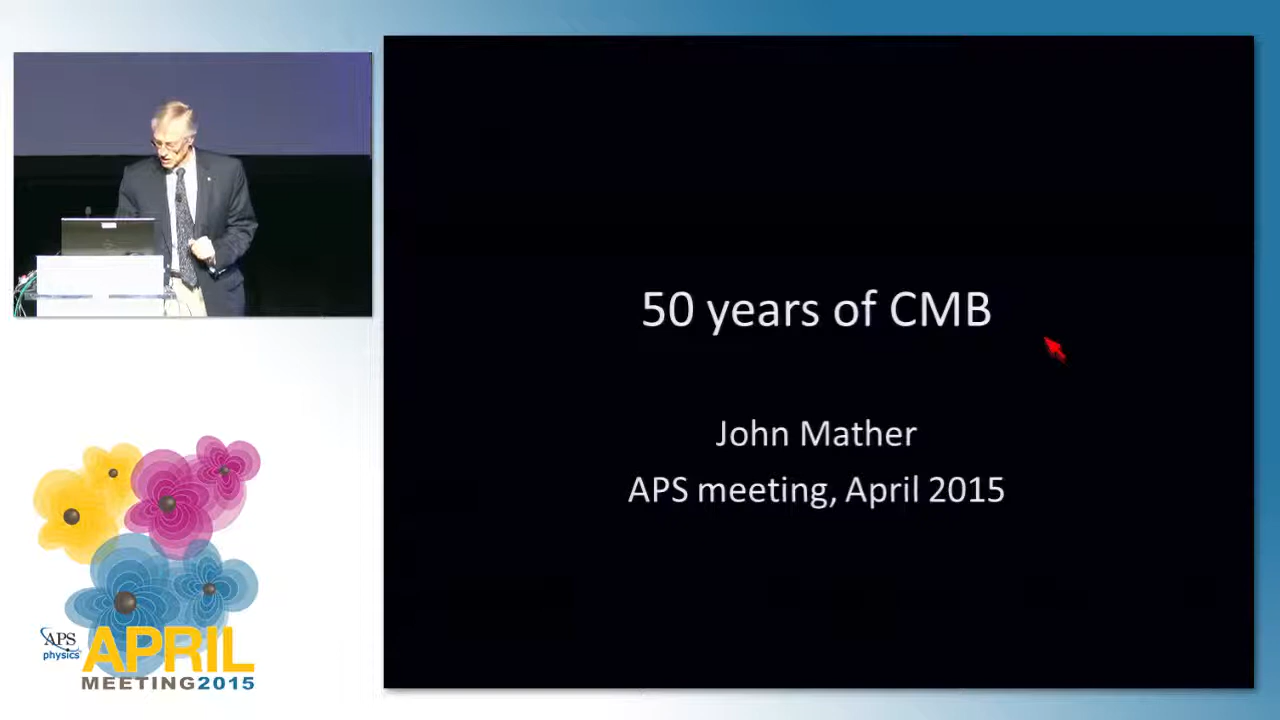 50 years of CMB
John Mather
APS meeting, April 2015
APS
physics
APRIL
MEETING2015